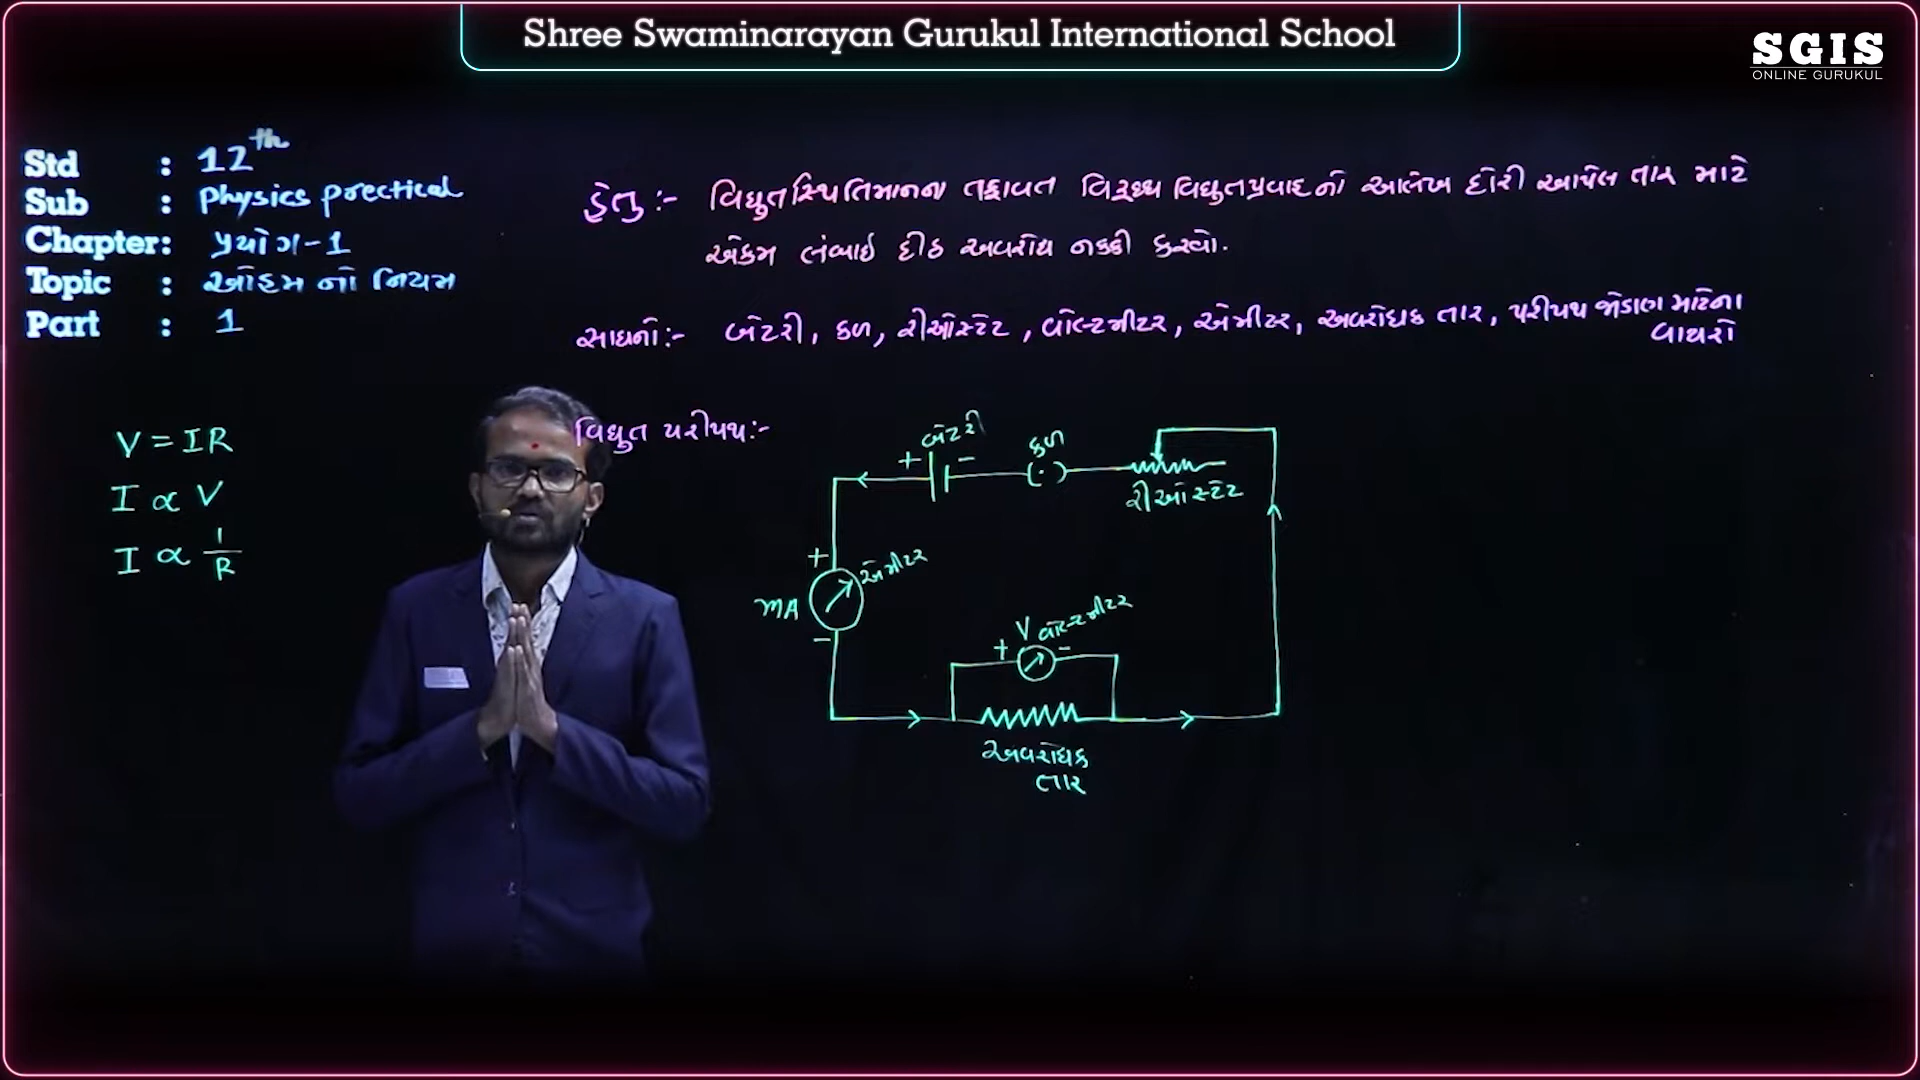 Shree Swaminarayan Gurukul International School
SGIS
ONLINE GURUKUL
Std : 12th
Sub : Physics prectical
Chapter: પ્રયોગ-1
Topic : ઓહમ નો નિયમ
Part : 1
હેતુ :- વિદ્યુતસ્થિતિમાનના તફાવત વિરૂધ્ધ વિદ્યુતપ્રવાહ નો આલેખ દોરી આપેલ તાર માટે
એકમ લંબાઇ દીઠ અવરોધ નક્કી કરવો.
સાધનો:- બેટરી, કળ, રીઓસ્ટેટ, વોલ્ટમીટર, એમીટર, અવરોધક તાર, પરીપથ જોડાણ માટેના
વાયરો
V = IR
I ∝ V
I ∝ 1/R
વિદ્યુત પરીપથ:-
બેટરી
+ -
કળ
રીઓસ્ટેટ
+
એમીટર
mA
-
V વોલ્ટમીટર
+ -
અવરોધક
તાર